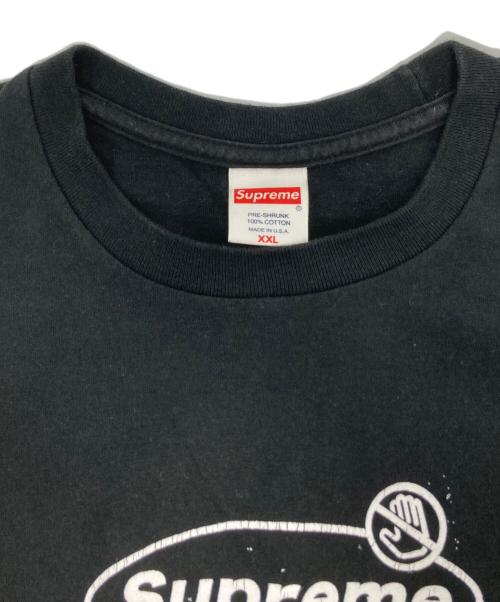 Supreme
®
PRE-SHRUNK
100% COTTON
MADE IN U.S.A.
XXL
Supreme